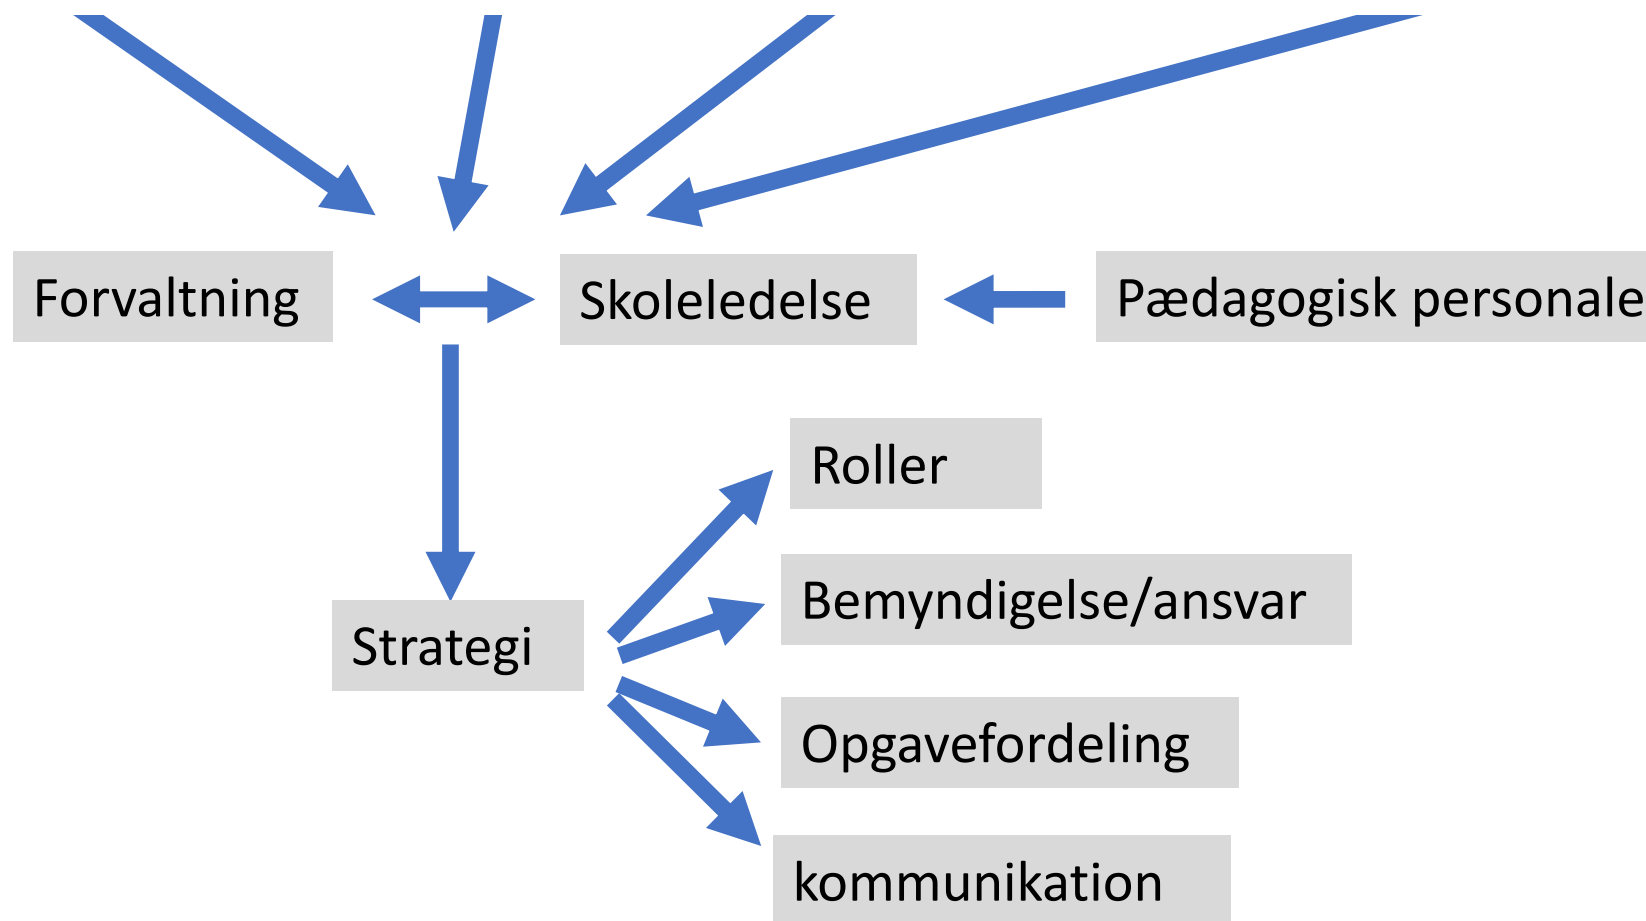 Forvaltning
Skoleledelse
Pædagogisk personale
Roller
Bemyndigelse/ansvar
Strategi
Opgavefordeling
kommunikation